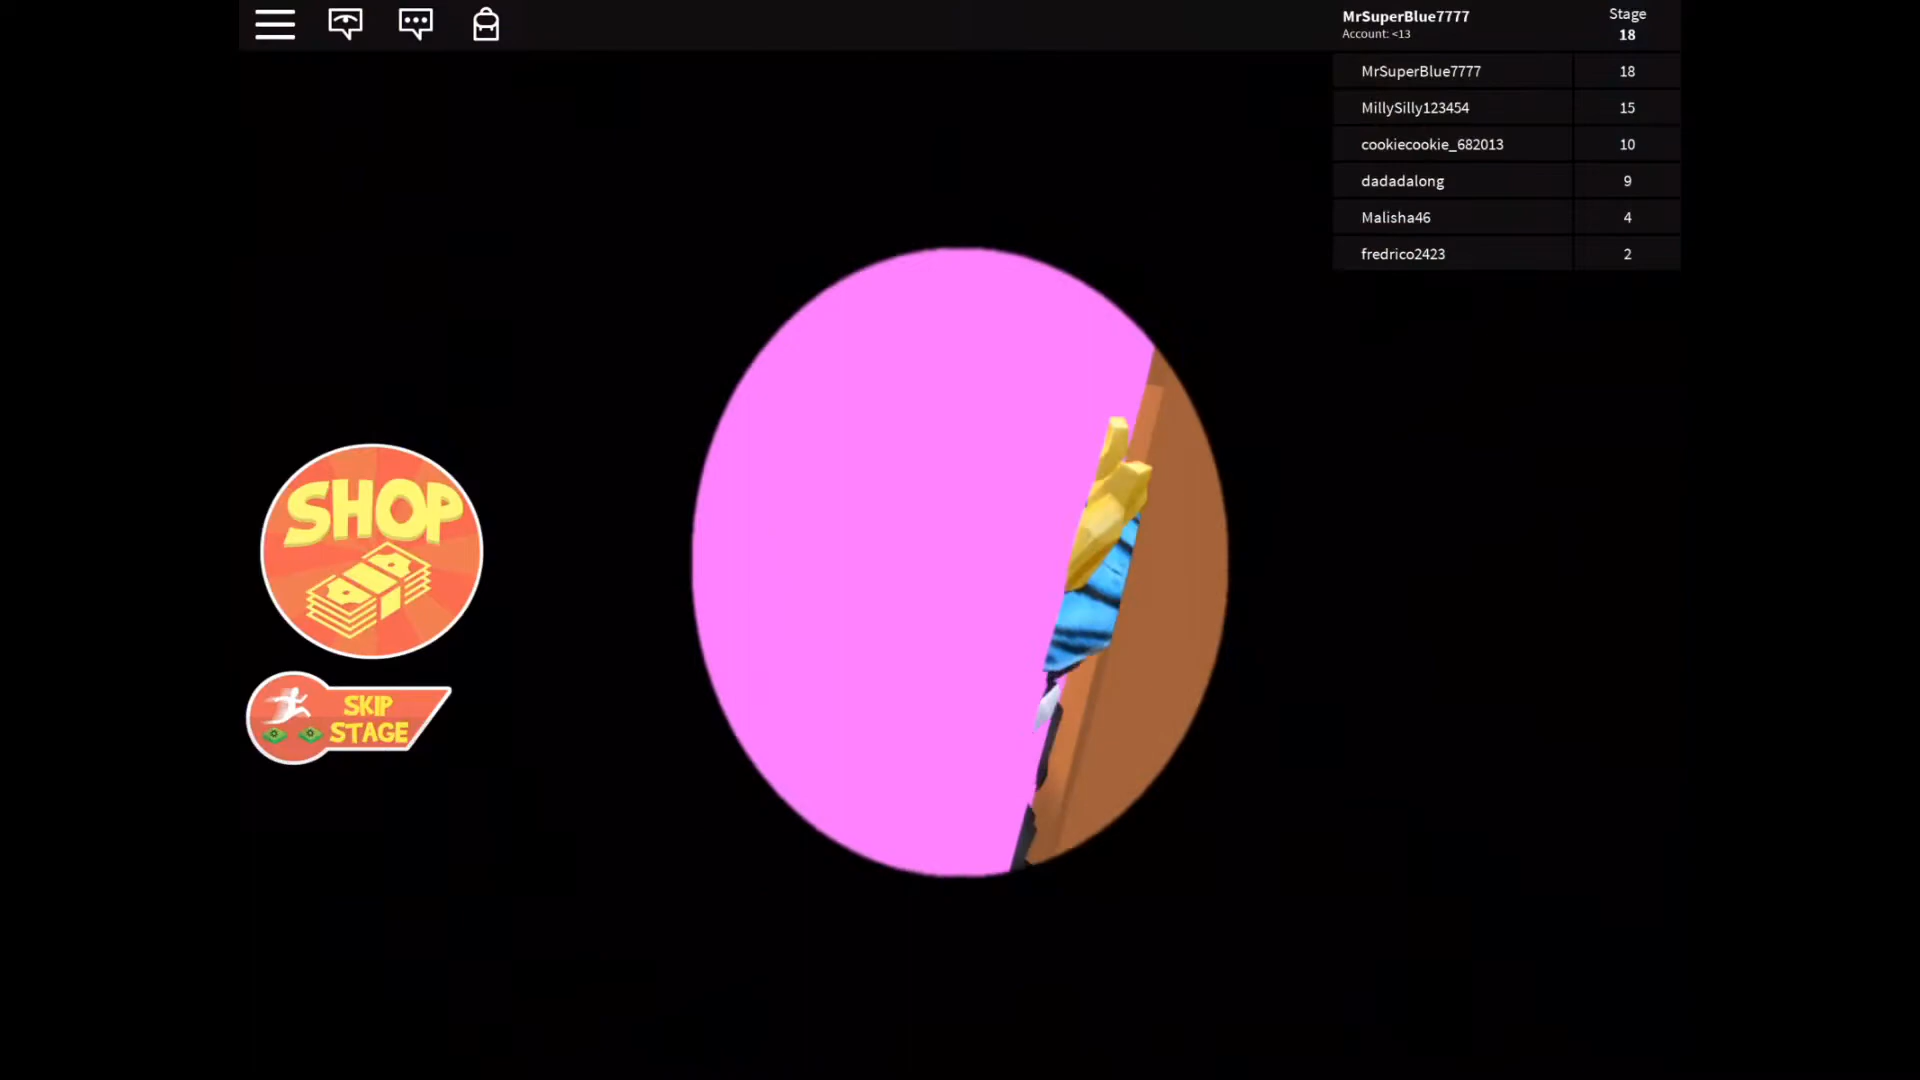 MrSuperBlue7777 Stage
Account: <13 18
MrSuperBlue7777 18
MillySilly123454 15
cookiecookie_682013 10
dadadalong 9
Malisha46 4
fredrico2423 2
SHOP
SKIP
STAGE